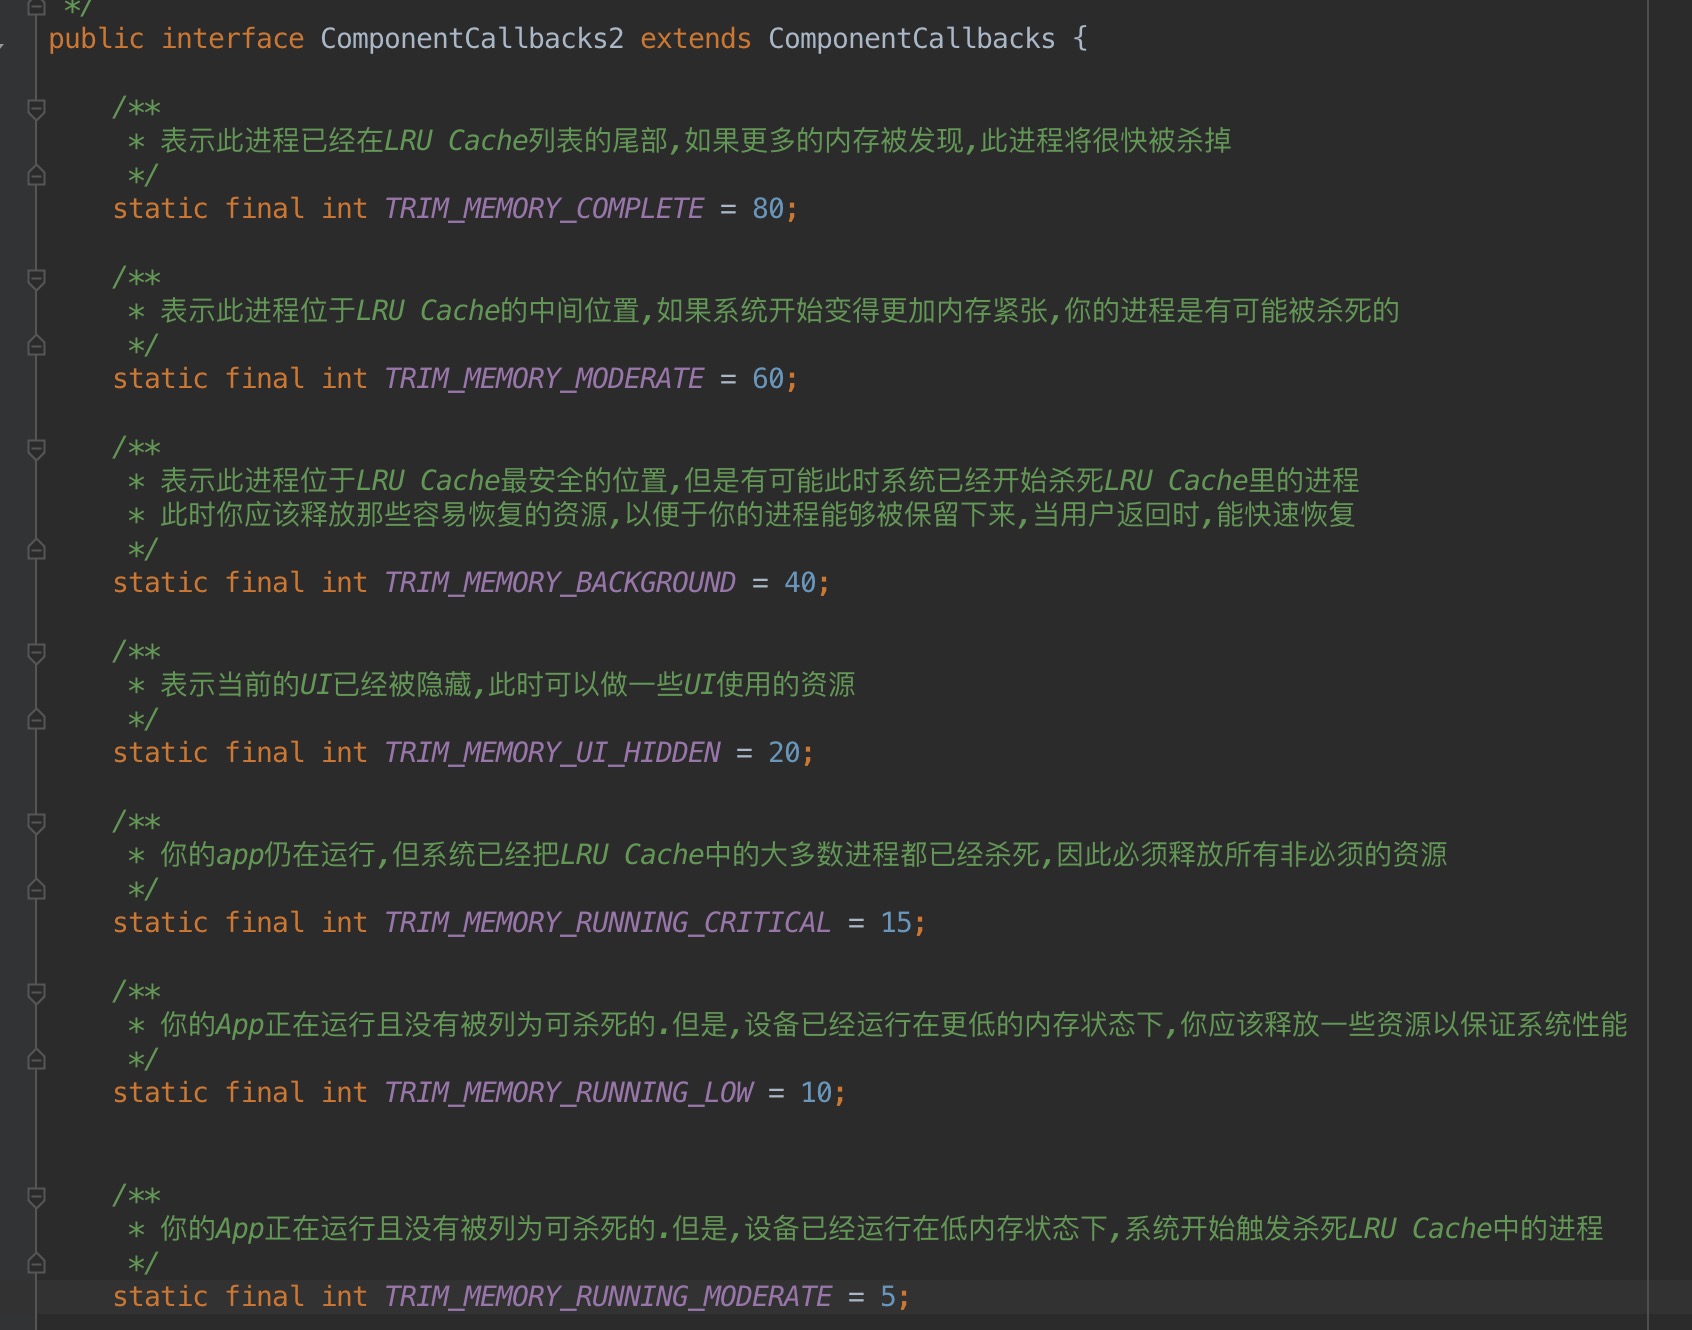 */
public interface ComponentCallbacks2 extends ComponentCallbacks {
/**
* 表示此进程已经在LRU Cache列表的尾部,如果更多的内存被发现,此进程将很快被杀掉
*/
static final int TRIM_MEMORY_COMPLETE = 80;
/**
* 表示此进程位于LRU Cache的中间位置,如果系统开始变得更加内存紧张,你的进程是有可能被杀死的
*/
static final int TRIM_MEMORY_MODERATE = 60;
/**
* 表示此进程位于LRU Cache最安全的位置,但是有可能此时系统已经开始杀死LRU Cache里的进程
* 此时你应该释放那些容易恢复的资源,以便于你的进程能够被保留下来,当用户返回时,能快速恢复
*/
static final int TRIM_MEMORY_BACKGROUND = 40;
/**
* 表示当前的UI已经被隐藏,此时可以做一些UI使用的资源
*/
static final int TRIM_MEMORY_UI_HIDDEN = 20;
/**
* 你的app仍在运行,但系统已经把LRU Cache中的大多数进程都已经杀死,因此必须释放所有非必须的资源
*/
static final int TRIM_MEMORY_RUNNING_CRITICAL = 15;
/**
* 你的App正在运行且没有被列为可杀死的.但是,设备已经运行在更低的内存状态下,你应该释放一些资源以保证系统性能
*/
static final int TRIM_MEMORY_RUNNING_LOW = 10;
/**
* 你的App正在运行且没有被列为可杀死的.但是,设备已经运行在低内存状态下,系统开始触发杀死LRU Cache中的进程
*/
static final int TRIM_MEMORY_RUNNING_MODERATE = 5;